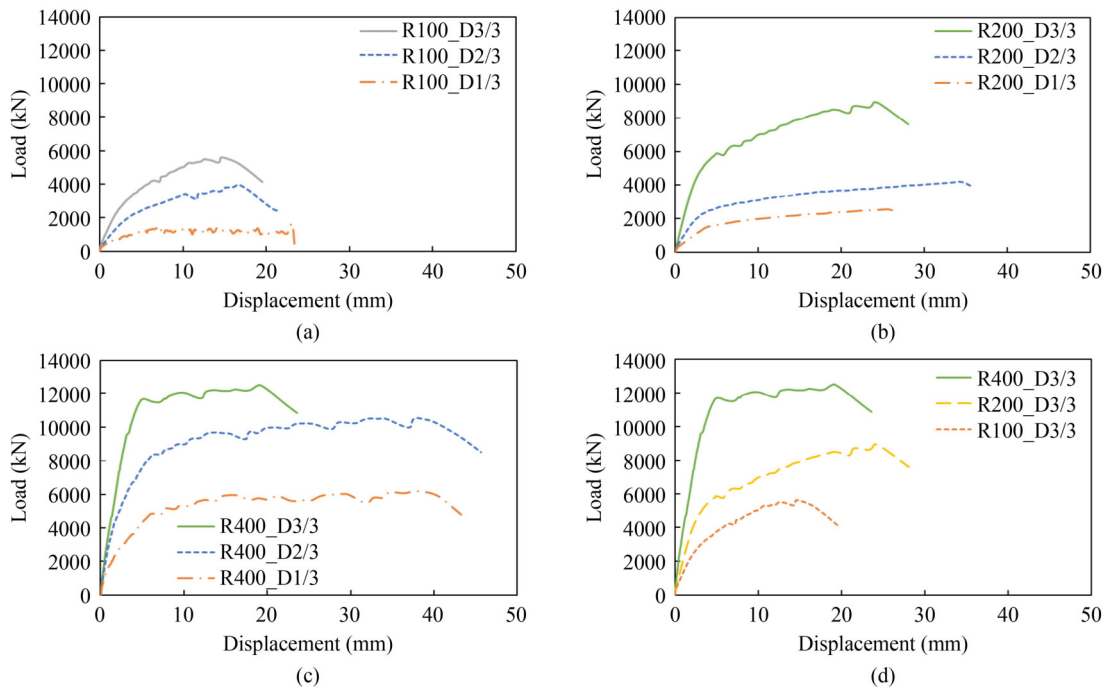 14000
12000
10000
8000
6000
4000
2000
0
Load (kN)
R100_D3/3
R100_D2/3
R100_D1/3
0 10 20 30 40 50
Displacement (mm)
(a)
14000
12000
10000
8000
6000
4000
2000
0
Load (kN)
R200_D3/3
R200_D2/3
R200_D1/3
0 10 20 30 40 50
Displacement (mm)
(b)
14000
12000
10000
8000
6000
4000
2000
0
Load (kN)
R400_D3/3
R400_D2/3
R400_D1/3
0 10 20 30 40 50
Displacement (mm)
(c)
14000
12000
10000
8000
6000
4000
2000
0
Load (kN)
R400_D3/3
R200_D3/3
R100_D3/3
0 10 20 30 40 50
Displacement (mm)
(d)